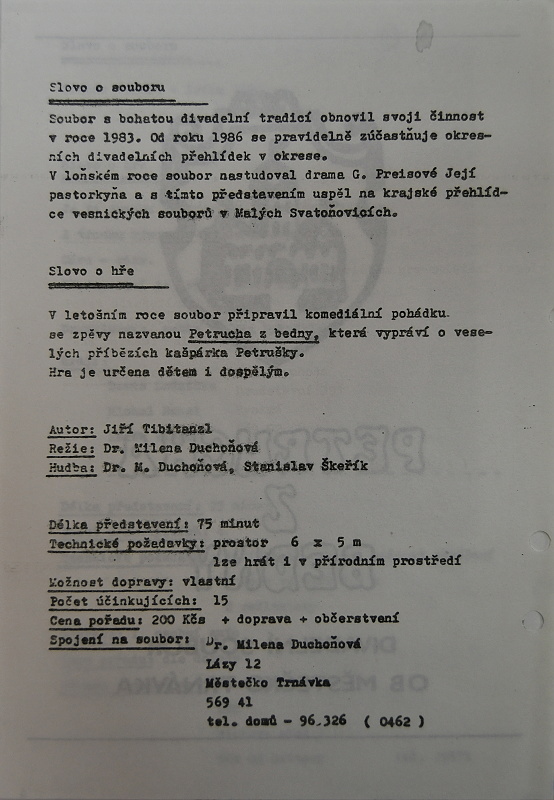 Slovo o souboru
Soubor s bohatou divadelní tradicí obnovil svoji činnost
v roce 1983. Od roku 1986 se pravidelně zúčastňuje okres-
ních divadelních přehlídek v okrese.
V loňském roce soubor nastudoval drama G. Preisové Její
pastorkyňa a s tímto představením uspěl na krajské přehlíd-
ce vesnických souborů v Malých Svatoňovicích.
Slovo o hře
V letošním roce soubor připravil komediální pohádku
se zpěvy nazvanou Petrucha z bedny, která vypráví o vese-
lých příbězích kašpárka Petrušky.
Hra je určena dětem i dospělým.
Autor: Jiří Tibitanzl
Režie: Dr. Milena Duchoňová
Hudba: Dr. M. Duchoňová, Stanislav Škeřík
Délka představení: 75 minut
Technické požadavky: prostor 6 x 5 m
lze hrát i v přírodním prostředí
Možnost dopravy: vlastní
Počet účinkujících: 15
Cena pořadu: 200 Kčs + doprava + občerstvení
Spojení na soubor: Dr. Milena Duchoňová
Lázy 12
Městečko Trnávka
569 41
tel. domů - 96.326 ( 0462 )